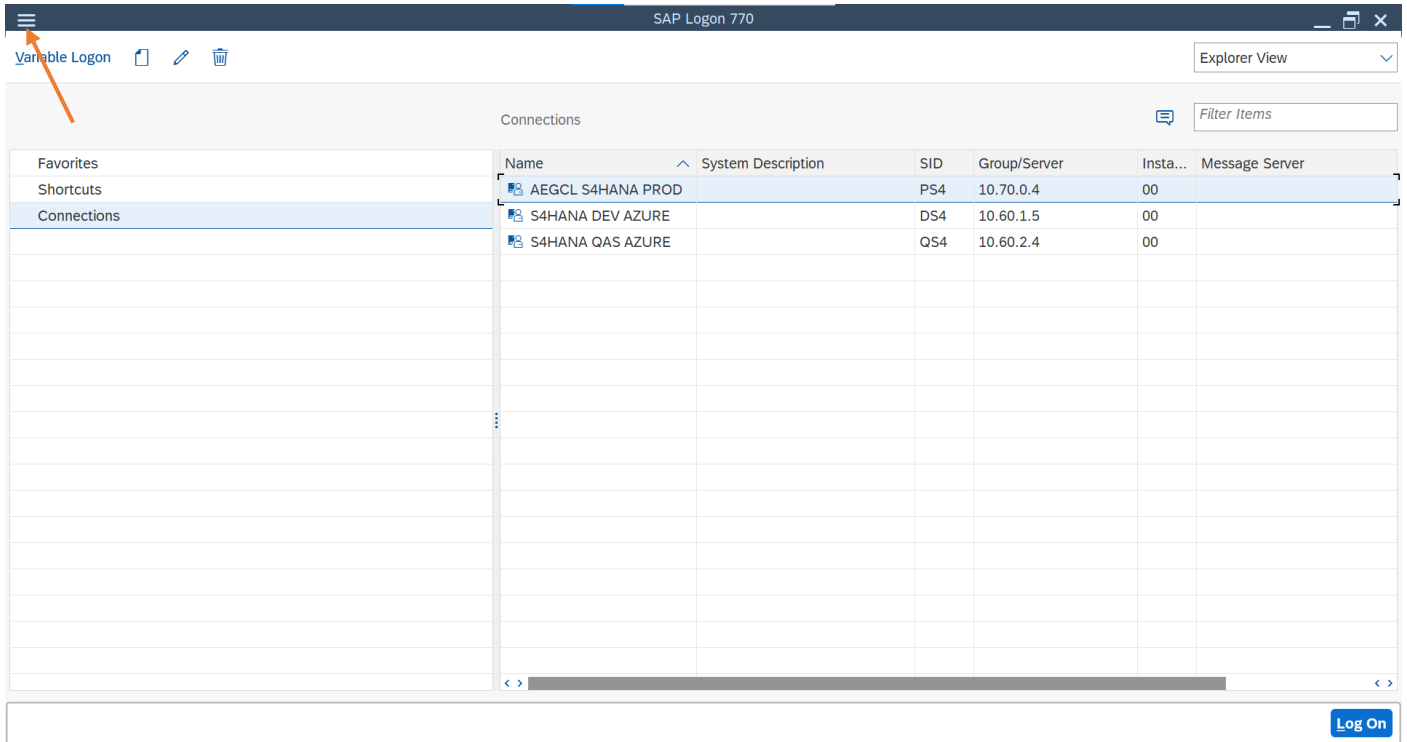 SAP Logon 770
Variable Logon
Explorer View
Connections
Filter Items
Favorites
Shortcuts
Connections
Name System Description SID Group/Server Insta... Message Server
AEGCL S4HANA PROD PS4 10.70.0.4 00
S4HANA DEV AZURE DS4 10.60.1.5 00
S4HANA QAS AZURE QS4 10.60.2.4 00
Log On